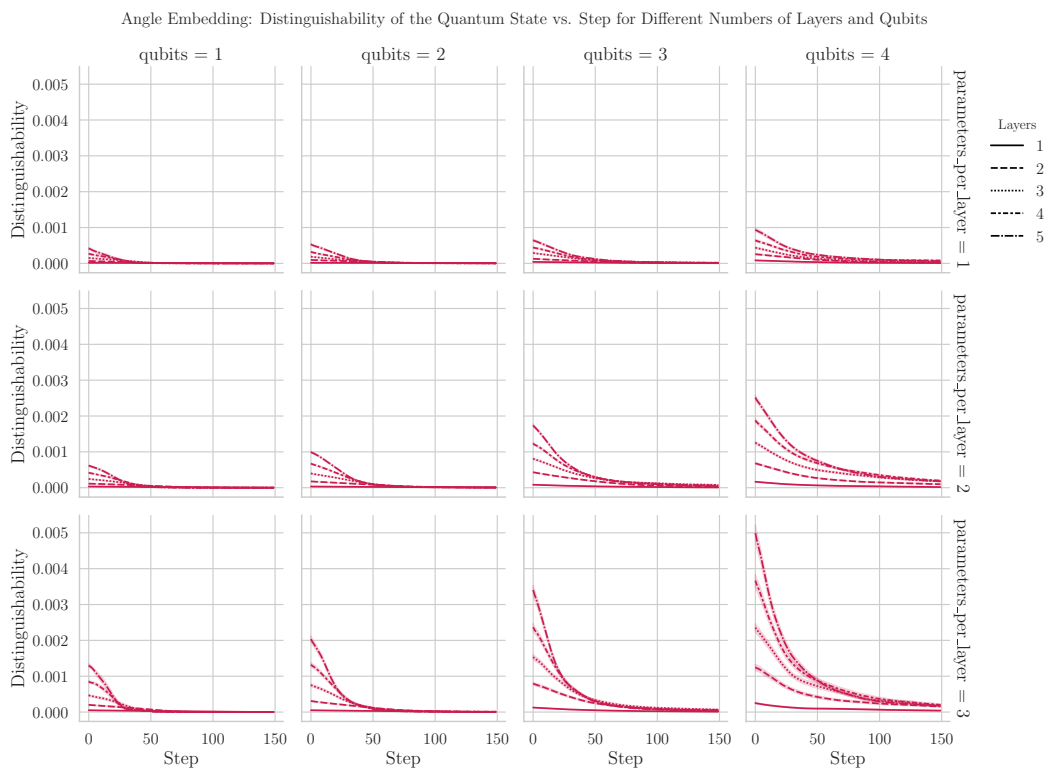 Angle Embedding: Distinguishability of the Quantum State vs. Step for Different Numbers of Layers and Qubits
qubits = 1
qubits = 2
qubits = 3
qubits = 4
Distinguishability
0.005
0.004
0.003
0.002
0.001
0.000
parameters_per_layer = 1
Layers
1
2
3
4
5
Distinguishability
0.005
0.004
0.003
0.002
0.001
0.000
parameters_per_layer = 2
Distinguishability
0.005
0.004
0.003
0.002
0.001
0.000
parameters_per_layer = 3
0 50 100 150
0 50 100 150
0 50 100 150
0 50 100 150
Step
Step
Step
Step